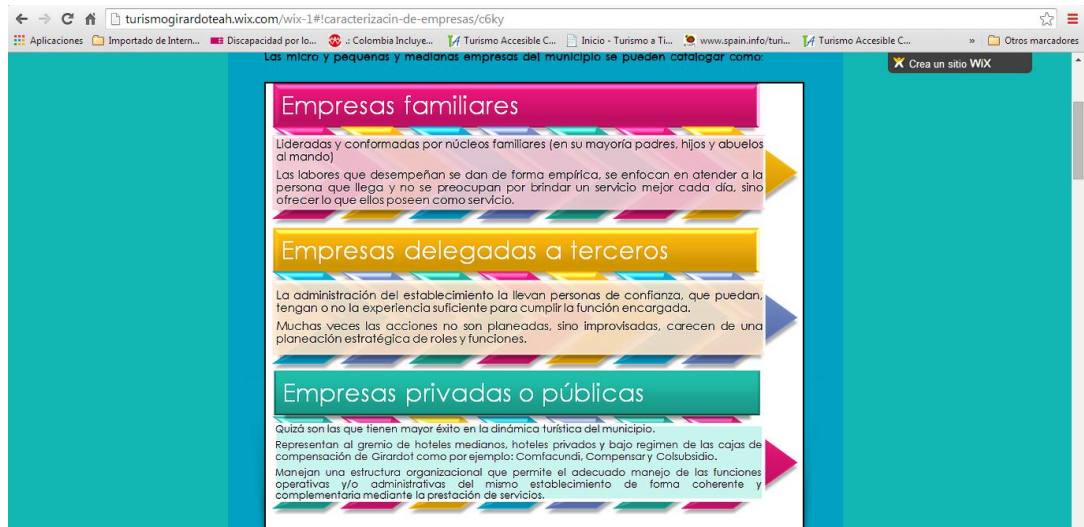 turismogirardoteah.wix.com/wix-1#!caracterizacin-de-empresas/c6ky
Aplicaciones Importado de Intern... Discapacidad por lo... .: Colombia Incluye... Turismo Accesible C... Inicio - Turismo a Ti... www.spain.info/turi... Turismo Accesible C... » Otros marcadores
Las micro y pequeñas y medianas empresas del municipio se pueden catalogar como:
Crea un sitio WiX
Empresas familiares
Lideradas y conformadas por núcleos familiares (en su mayoría padres, hijos y abuelos
al mando)
Las labores que desempeñan se dan de forma empírica, se enfocan en atender a la
persona que llega y no se preocupan por brindar un servicio mejor cada día, sino
ofrecer lo que ellos poseen como servicio.
Empresas delegadas a terceros
La administración del establecimiento la llevan personas de confianza, que puedan,
tengan o no la experiencia suficiente para cumplir la función encargada.
Muchas veces las acciones no son planeadas, sino improvisadas, carecen de una
planeación estratégica de roles y funciones.
Empresas privadas o públicas
Quizá son las que tienen mayor éxito en la dinámica turística del municipio.
Representan al gremio de hoteles medianos, hoteles privados y bajo regimen de las cajas de
compensación de Girardot como por ejemplo: Comfacundi, Compensar y Colsubsidio.
Manejan una estructura organizacional que permite el adecuado manejo de las funciones
operativas y/o administrativas del mismo establecimiento de forma coherente y
complementaria mediante la prestación de servicios.